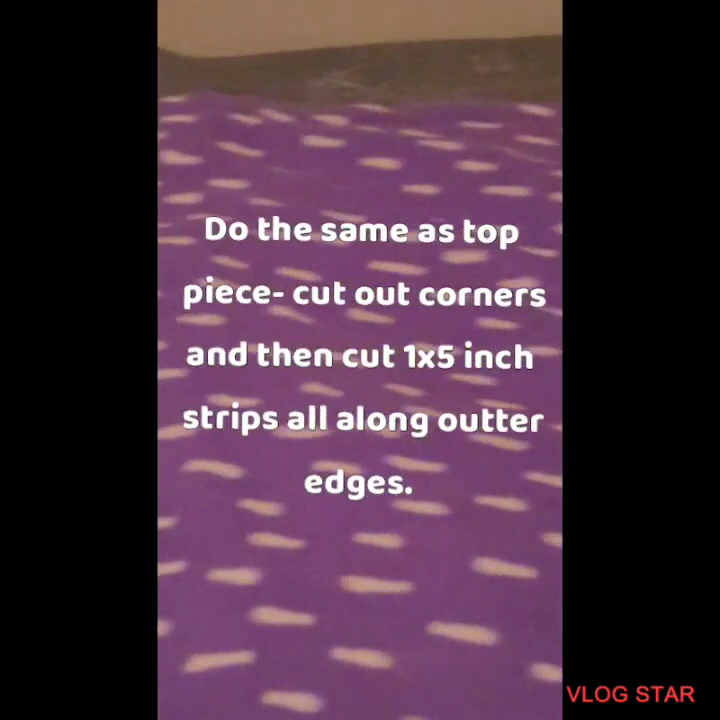 Do the same as top
piece- cut out corners
and then cut 1x5 inch
strips all along outter
edges.
VLOG STAR